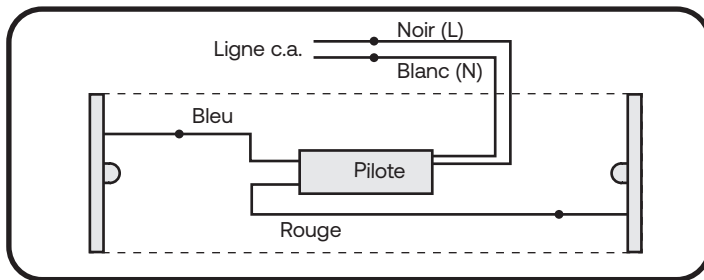 Noir (L)
Ligne c.a.
Blanc (N)
Bleu
Pilote
Rouge